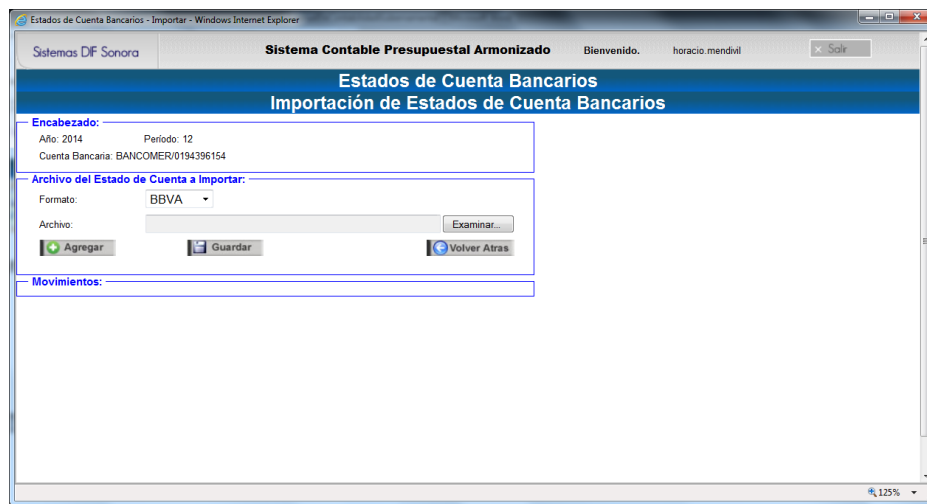 Estados de Cuenta Bancarios - Importar - Windows Internet Explorer
Sistemas DIF Sonora
Sistema Contable Presupuestal Armonizado
Bienvenido.
horacio.mendivil
× Salir
Estados de Cuenta Bancarios
Importación de Estados de Cuenta Bancarios
Encabezado:
Año: 2014 Período: 12
Cuenta Bancaria: BANCOMER/0194396154
Archivo del Estado de Cuenta a Importar:
Formato: BBVA
Archivo: Examinar...
Agregar Guardar Volver Atras
Movimientos:
125%